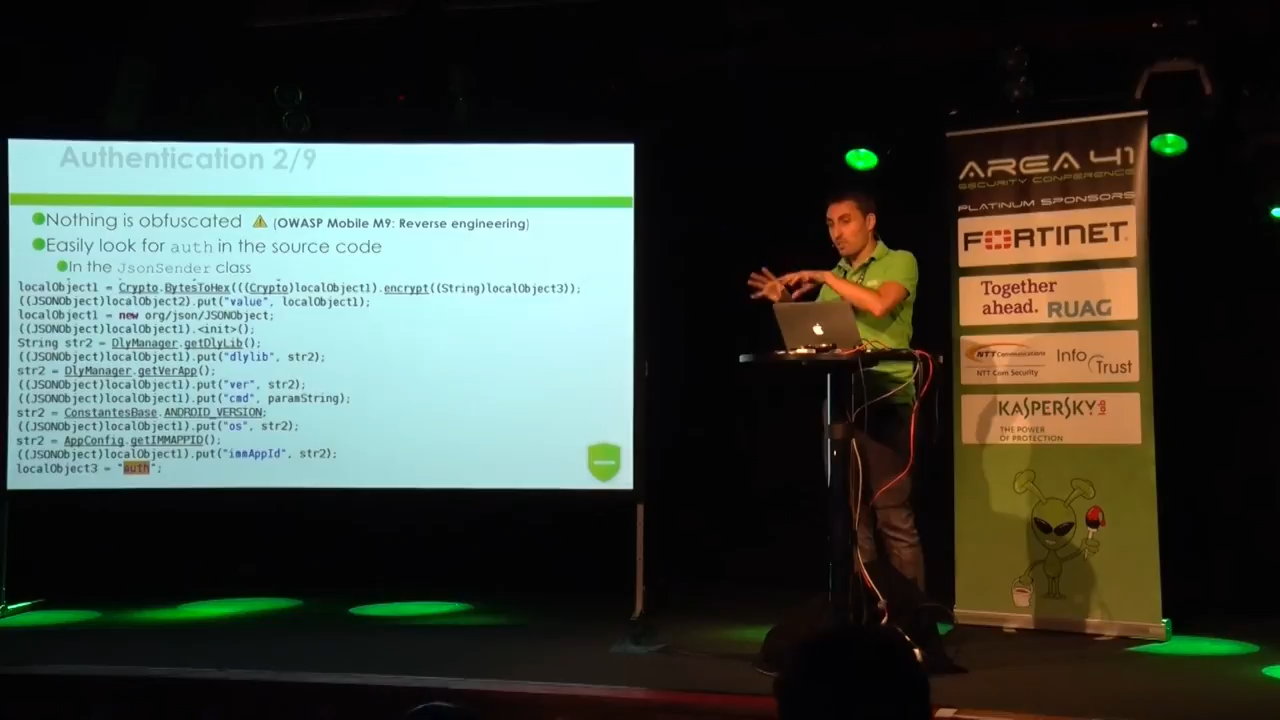 Authentication 2/9
Nothing is obfuscated (OWASP Mobile M9: Reverse engineering)
Easily look for auth in the source code
In the JsonSender class
localObject1 = Crypto.BytesToHex(((Crypto)localObject1).encrypt((String)localObject3));
((JSONObject)localObject2).put("value", localObject1);
localObject1 = new org/json/JSONObject;
((JSONObject)localObject1).<init>();
String str2 = DlyManager.getDlyLib();
((JSONObject)localObject1).put("dlylib", str2);
str2 = DlyManager.getVerApp();
((JSONObject)localObject1).put("ver", str2);
((JSONObject)localObject1).put("cmd", paramString);
str2 = ConstantesBase.ANDROID_VERSION;
((JSONObject)localObject1).put("os", str2);
str2 = AppConfig.getIMMAPPID();
((JSONObject)localObject1).put("immAppId", str2);
localObject3 = "auth";
AREA 41
SECURITY CONFERENCE
PLATINUM SPONSORS
FORTINET
Together
ahead. RUAG
NTT Communications
NTT Com Security
InfoTrust
KASPERSKY lab
THE POWER
OF PROTECTION